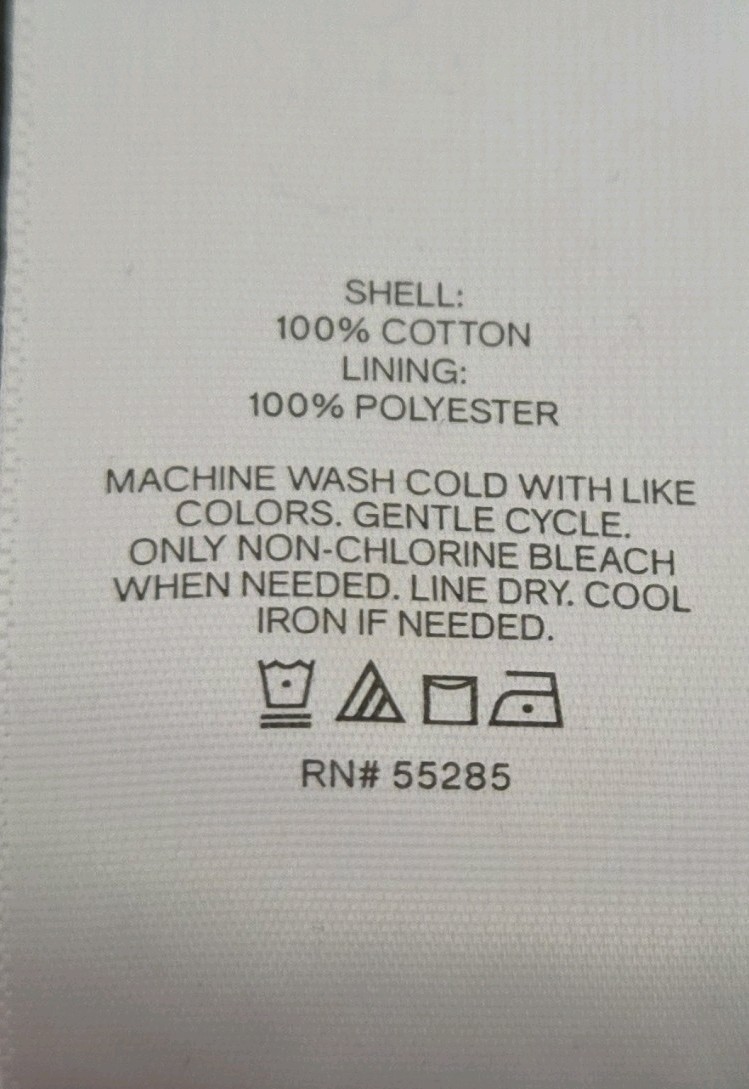 SHELL:
100% COTTON
LINING:
100% POLYESTER
MACHINE WASH COLD WITH LIKE
COLORS. GENTLE CYCLE.
ONLY NON-CHLORINE BLEACH
WHEN NEEDED. LINE DRY. COOL
IRON IF NEEDED.
RN# 55285